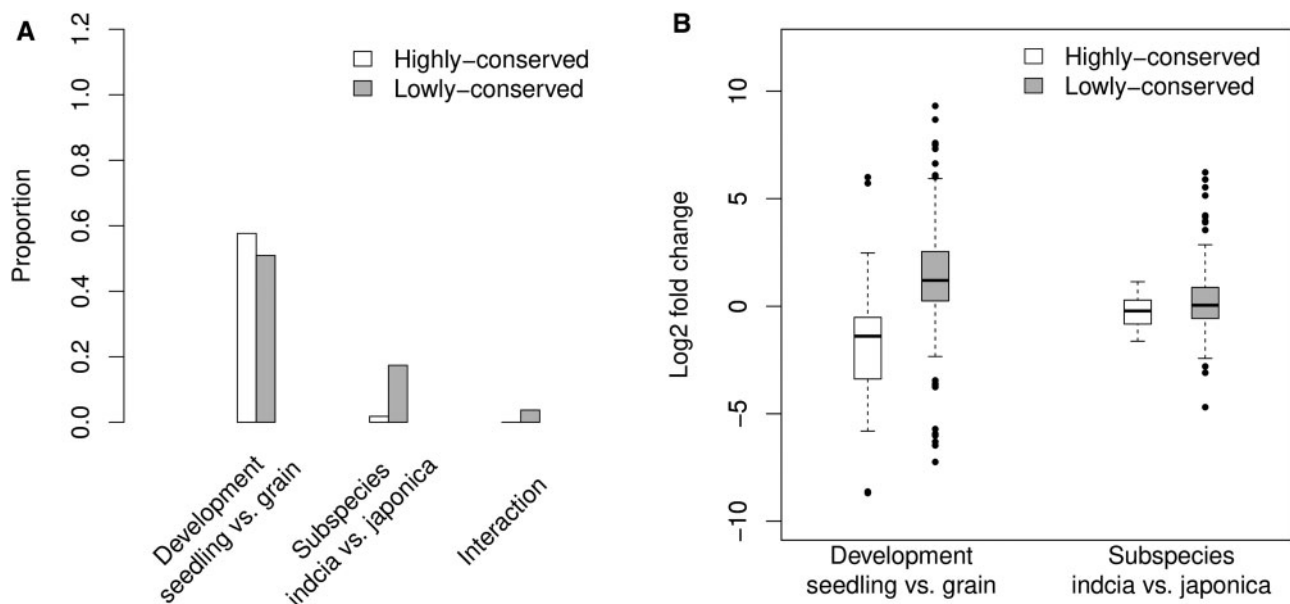 A
1.2
1.0
0.8
0.6
0.4
0.2
0.0
Proportion
Highly−conserved
Lowly−conserved
Development
seedling vs. grain
Subspecies
indcia vs. japonica
Interaction
B
10
5
0
−5
−10
Log2 fold change
Highly−conserved
Lowly−conserved
Development
seedling vs. grain
Subspecies
indcia vs. japonica